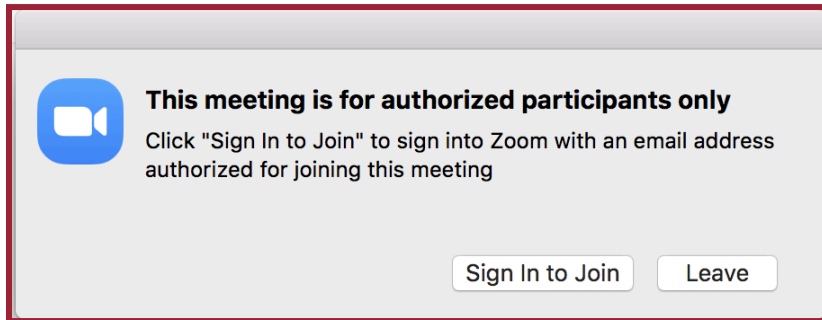 This meeting is for authorized participants only
Click "Sign In to Join" to sign into Zoom with an email address
authorized for joining this meeting
Sign In to Join
Leave